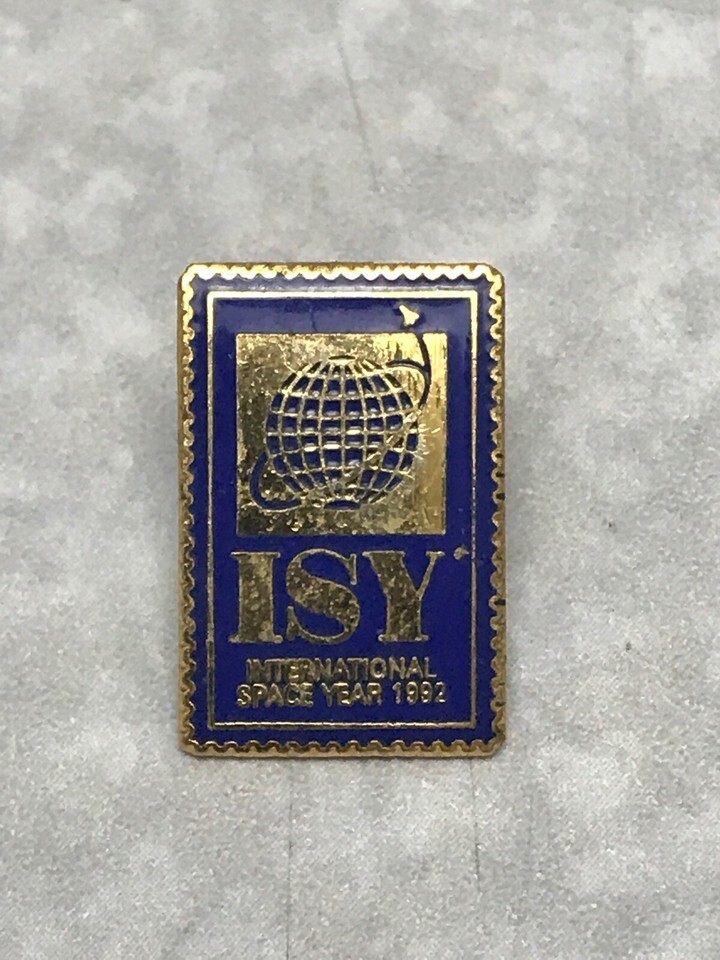 ISY
INTERNATIONAL
SPACE YEAR 1992